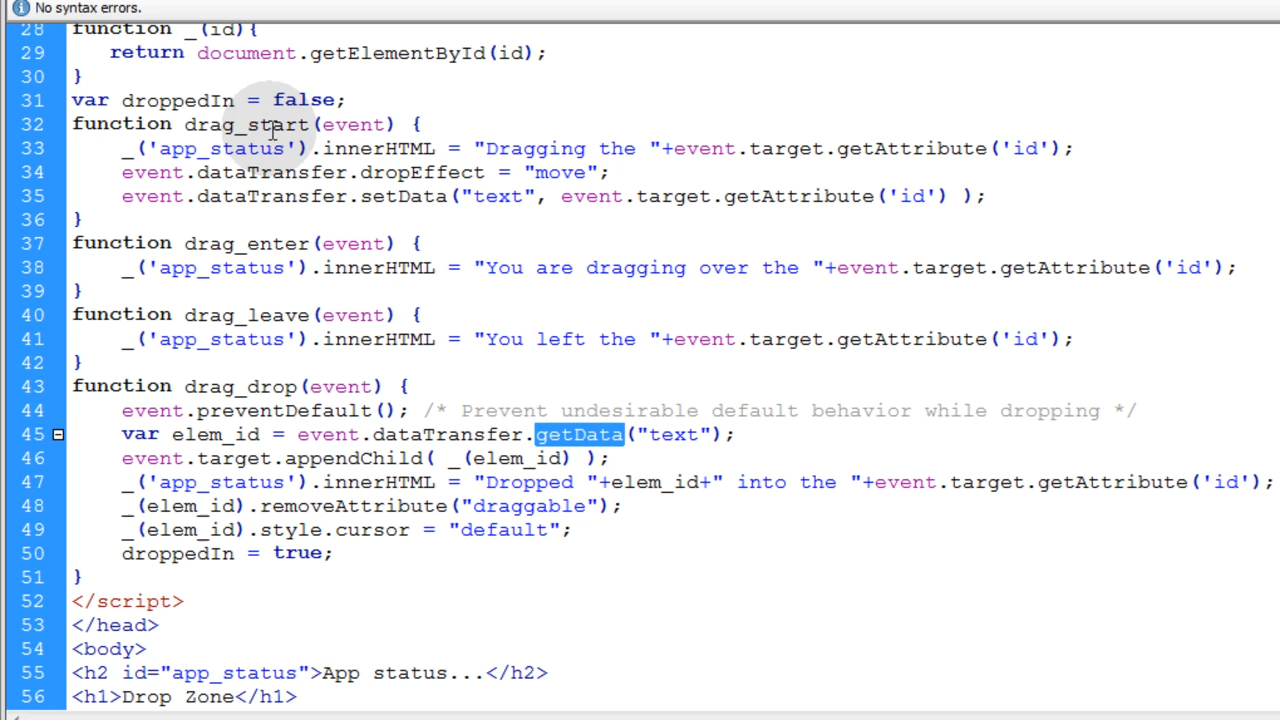 No syntax errors.
28 function _(id){
29    return document.getElementById(id);
30 }
31 var droppedIn = false;
32 function drag_start(event) {
33     _('app_status').innerHTML = "Dragging the "+event.target.getAttribute('id');
34     event.dataTransfer.dropEffect = "move";
35     event.dataTransfer.setData("text", event.target.getAttribute('id') );
36 }
37 function drag_enter(event) {
38     _('app_status').innerHTML = "You are dragging over the "+event.target.getAttribute('id');
39 }
40 function drag_leave(event) {
41     _('app_status').innerHTML = "You left the "+event.target.getAttribute('id');
42 }
43 function drag_drop(event) {
44     event.preventDefault(); /* Prevent undesirable default behavior while dropping */
45     var elem_id = event.dataTransfer.getData("text");
46     event.target.appendChild( _(elem_id) );
47     _('app_status').innerHTML = "Dropped "+elem_id+" into the "+event.target.getAttribute('id');
48     _(elem_id).removeAttribute("draggable");
49     _(elem_id).style.cursor = "default";
50     droppedIn = true;
51 }
52 </script>
53 </head>
54 <body>
55 <h2 id="app_status">App status...</h2>
56 <h1>Drop Zone</h1>